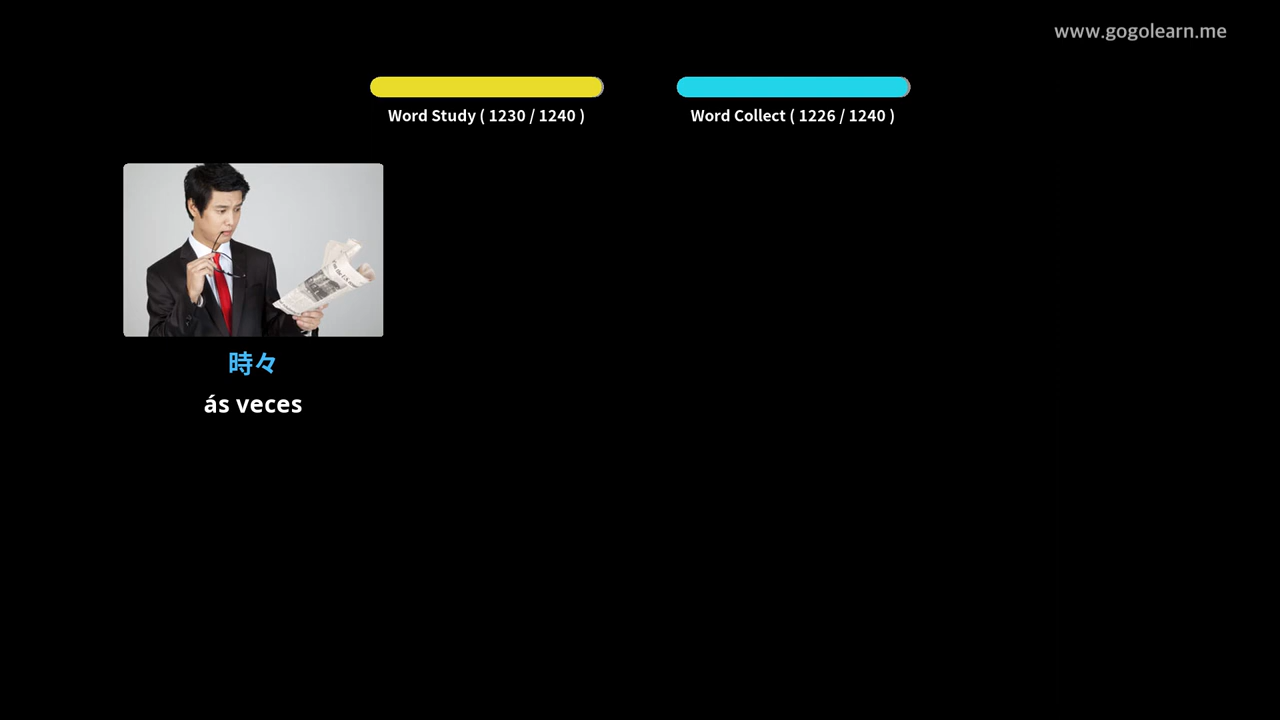 www.gogolearn.me
Word Study ( 1230 / 1240 )
Word Collect ( 1226 / 1240 )
時々
ás veces